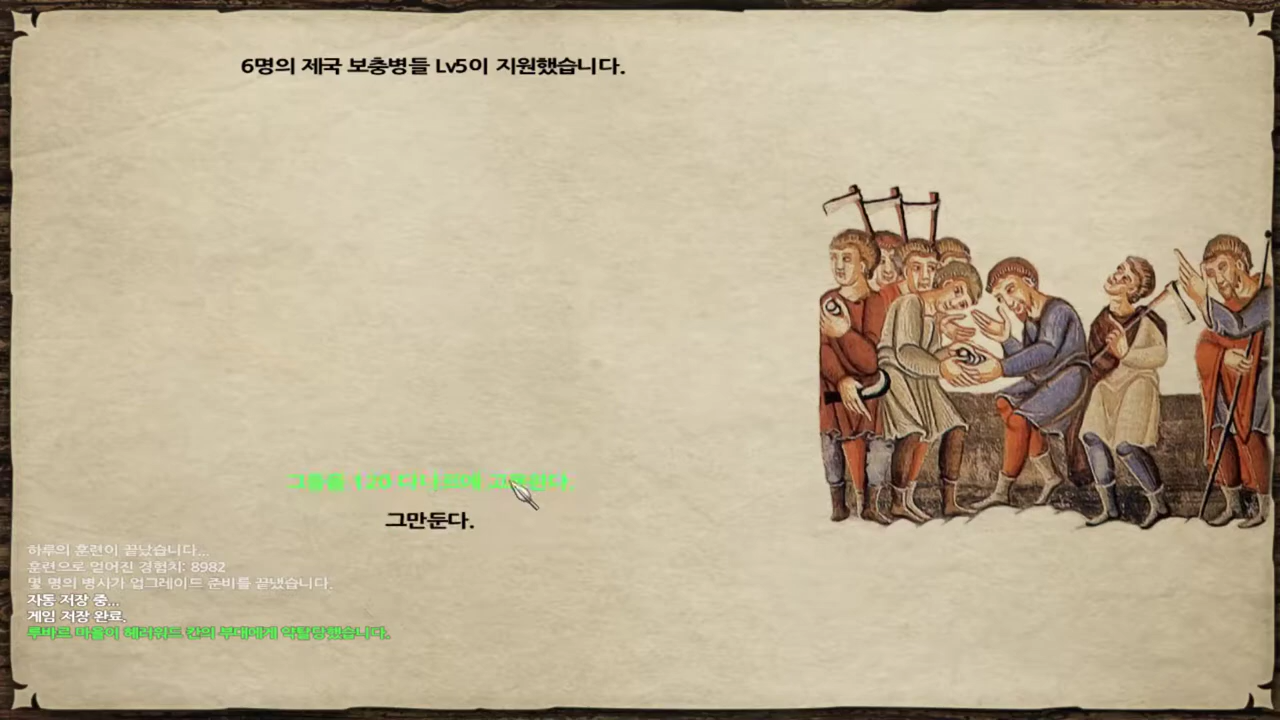 6명의 제국 보충병들 Lv5이 지원했습니다.
그들을 120 디나르에 고용한다.
그만둔다.
하루의 훈련이 끝났습니다...
훈련으로 얻어진 경험치: 8982
몇 명의 병사가 업그레이드 준비를 끝냈습니다.
자동 저장 중...
게임 저장 완료.
루바르 마을이 헤러워드 칸의 부대에게 약탈당했습니다.